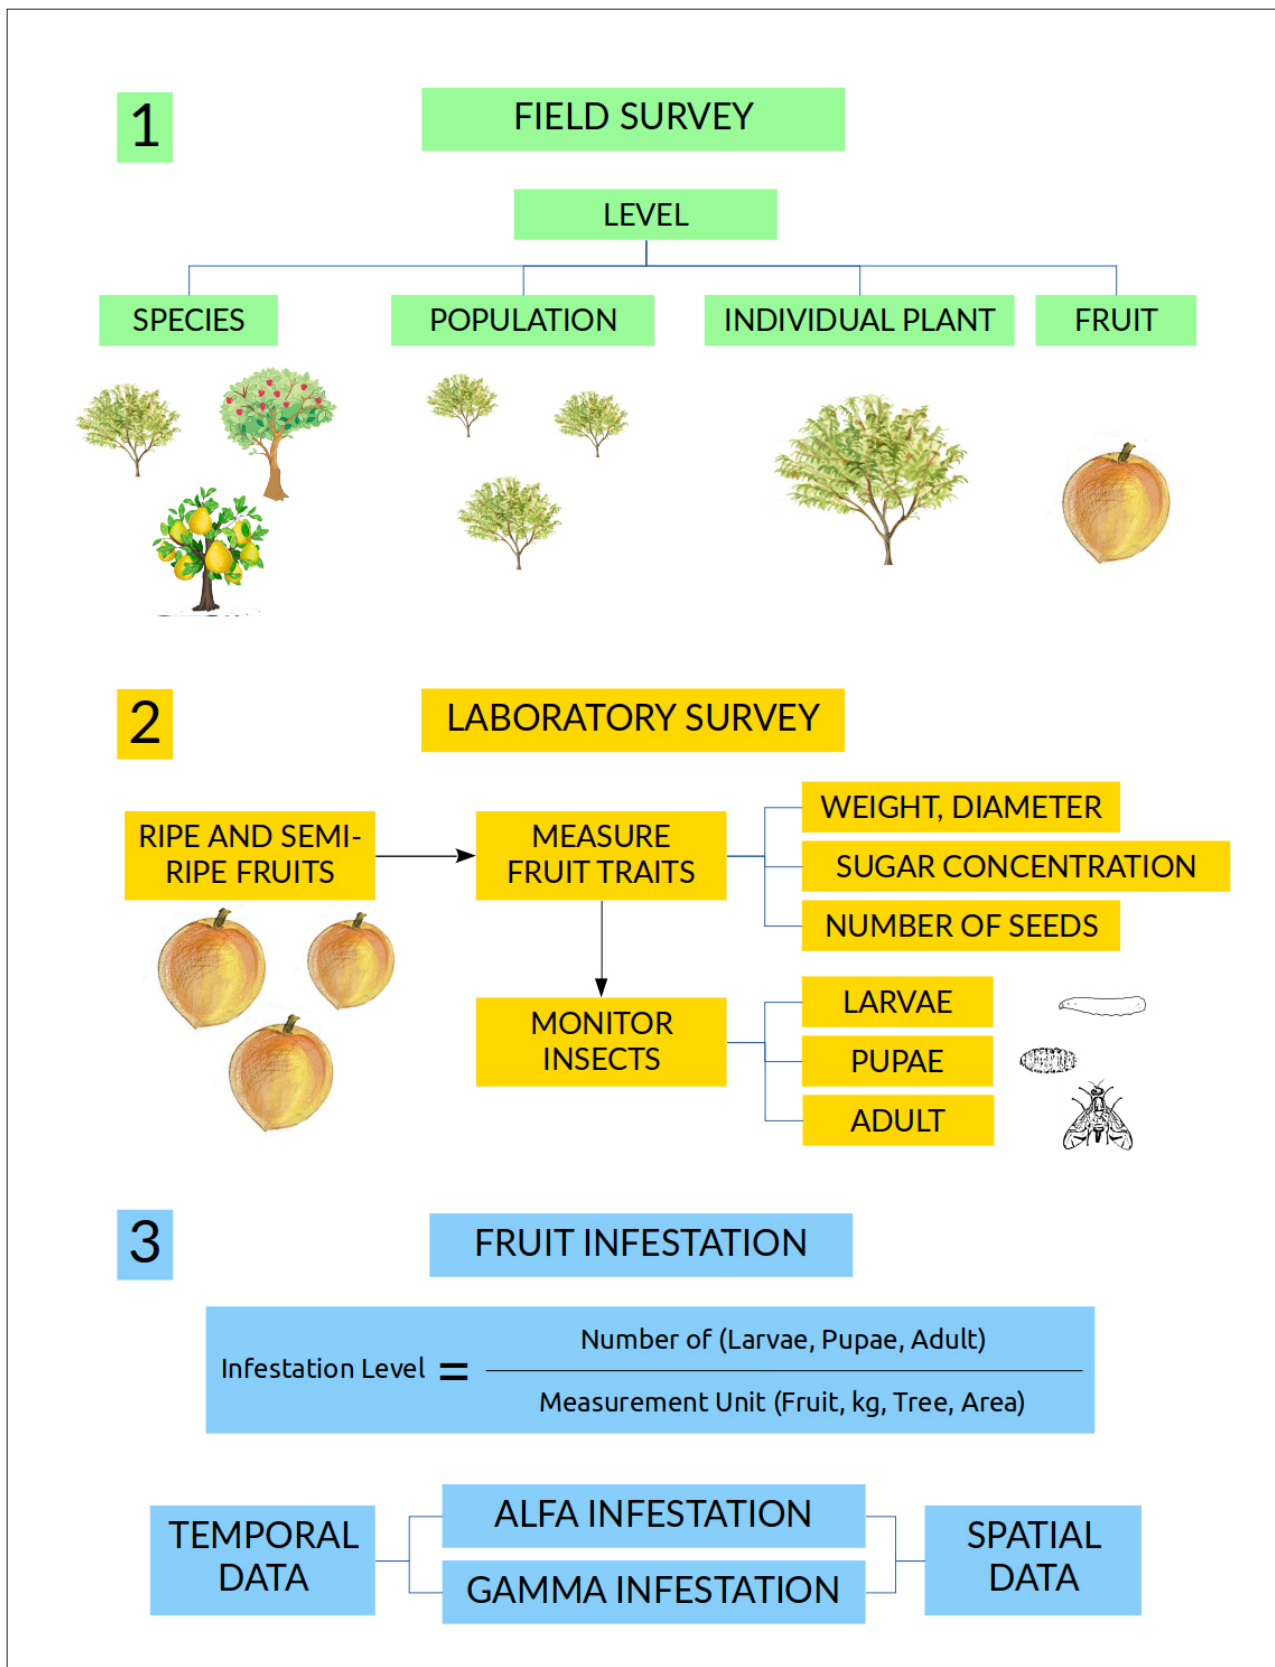 1
FIELD SURVEY
LEVEL
SPECIES
POPULATION
INDIVIDUAL PLANT
FRUIT
2
LABORATORY SURVEY
RIPE AND SEMI-
RIPE FRUITS
MEASURE
FRUIT TRAITS
WEIGHT, DIAMETER
SUGAR CONCENTRATION
NUMBER OF SEEDS
MONITOR
INSECTS
LARVAE
PUPAE
ADULT
3
FRUIT INFESTATION
Infestation Level =
Number of (Larvae, Pupae, Adult)
Measurement Unit (Fruit, kg, Tree, Area)
TEMPORAL
DATA
ALFA INFESTATION
GAMMA INFESTATION
SPATIAL
DATA